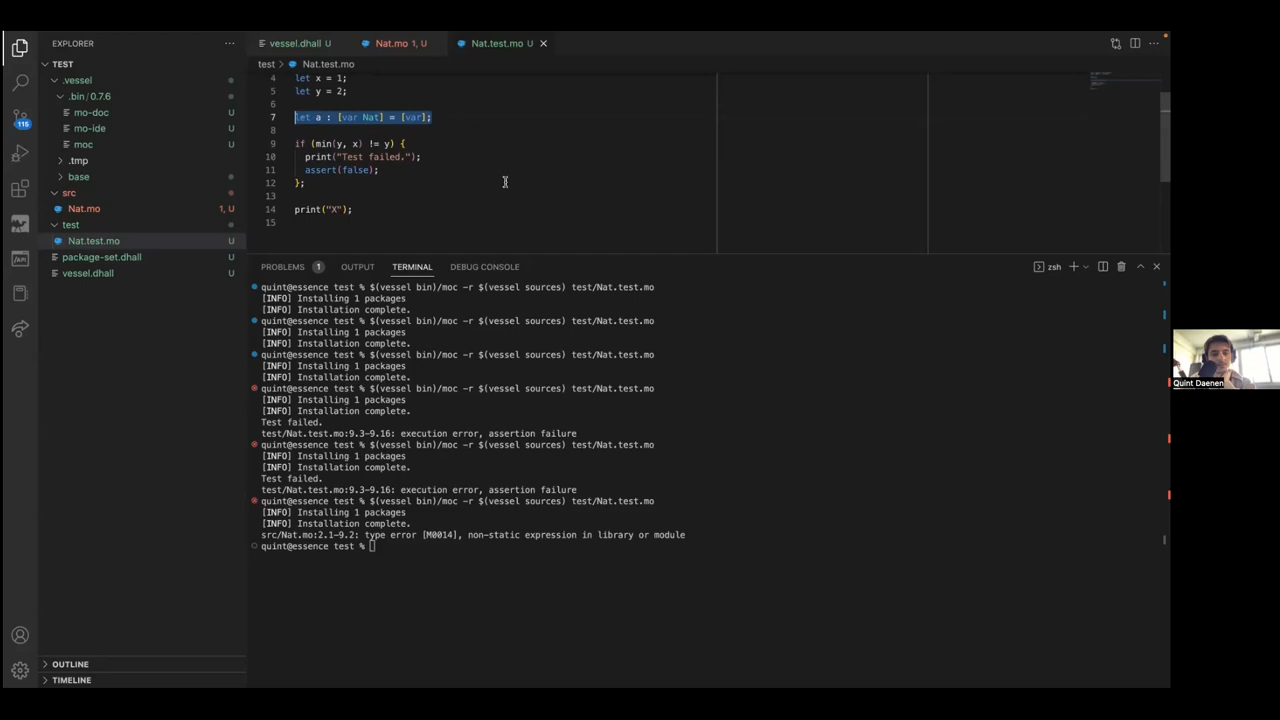 EXPLORER
···
vessel.dhall U
Nat.mo 1, U
Nat.test.mo U
TEST
.vessel
.bin/0.7.6
mo-doc
mo-ide
moc
.tmp
base
src
Nat.mo 1, U
test
Nat.test.mo U
package-set.dhall U
vessel.dhall U
115
OUTLINE
TIMELINE
test > Nat.test.mo
4 let x = 1;
5 let y = 2;
6
7 let a : [var Nat] = [var];
8
9 if (min(y, x) != y) {
10 print("Test failed.");
11 assert(false);
12 };
13
14 print("X");
15
PROBLEMS 1 OUTPUT TERMINAL DEBUG CONSOLE zsh
quint@essence test % $(vessel bin)/moc -r $(vessel sources) test/Nat.test.mo
[INFO] Installing 1 packages
[INFO] Installation complete.
quint@essence test % $(vessel bin)/moc -r $(vessel sources) test/Nat.test.mo
[INFO] Installing 1 packages
[INFO] Installation complete.
quint@essence test % $(vessel bin)/moc -r $(vessel sources) test/Nat.test.mo
[INFO] Installing 1 packages
[INFO] Installation complete.
quint@essence test % $(vessel bin)/moc -r $(vessel sources) test/Nat.test.mo
[INFO] Installing 1 packages
[INFO] Installation complete.
Test failed.
test/Nat.test.mo:9.3-9.16: execution error, assertion failure
quint@essence test % $(vessel bin)/moc -r $(vessel sources) test/Nat.test.mo
[INFO] Installing 1 packages
[INFO] Installation complete.
Test failed.
test/Nat.test.mo:9.3-9.16: execution error, assertion failure
quint@essence test % $(vessel bin)/moc -r $(vessel sources) test/Nat.test.mo
[INFO] Installing 1 packages
[INFO] Installation complete.
src/Nat.mo:2.1-9.2: type error [M0014], non-static expression in library or module
quint@essence test %
Quint Daenen